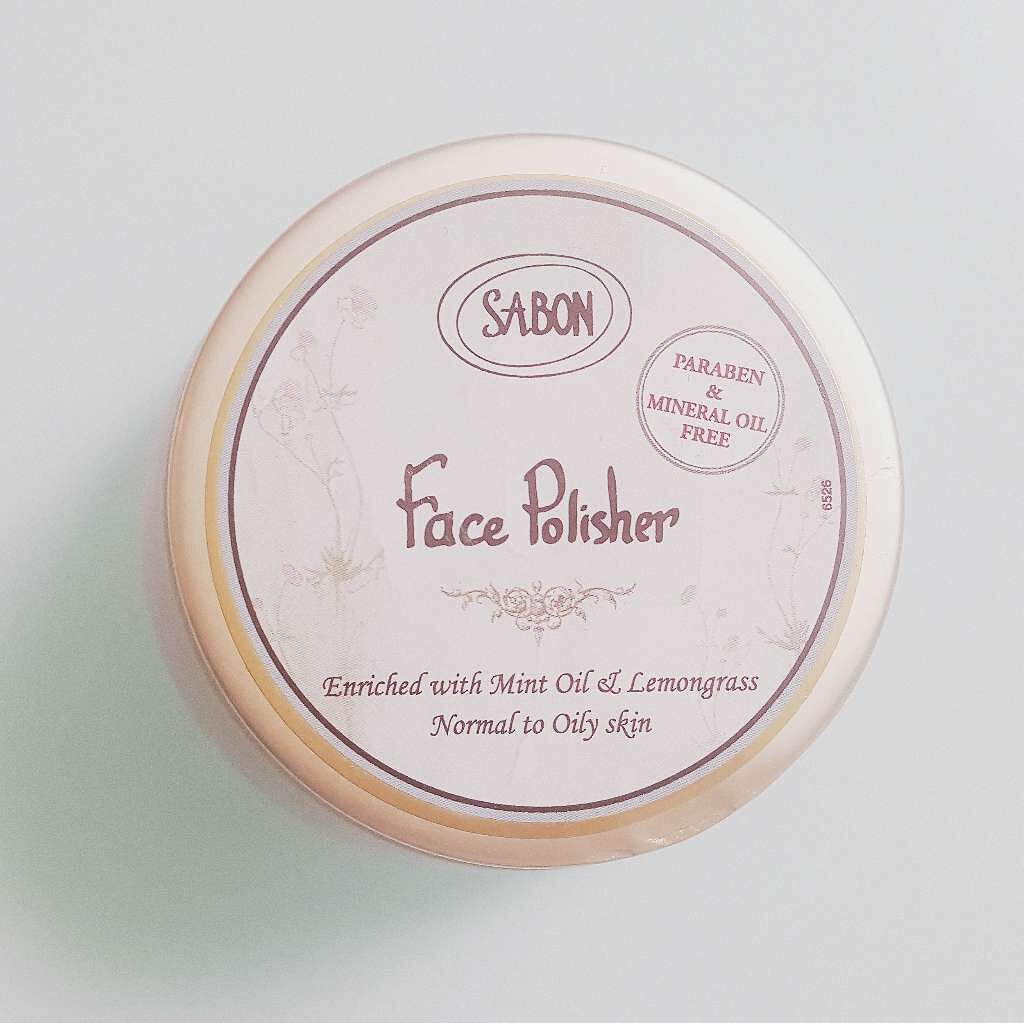 SABON
PARABEN
&
MINERAL OIL
FREE
Face Polisher
6526
Enriched with Mint Oil & Lemongrass
Normal to Oily skin